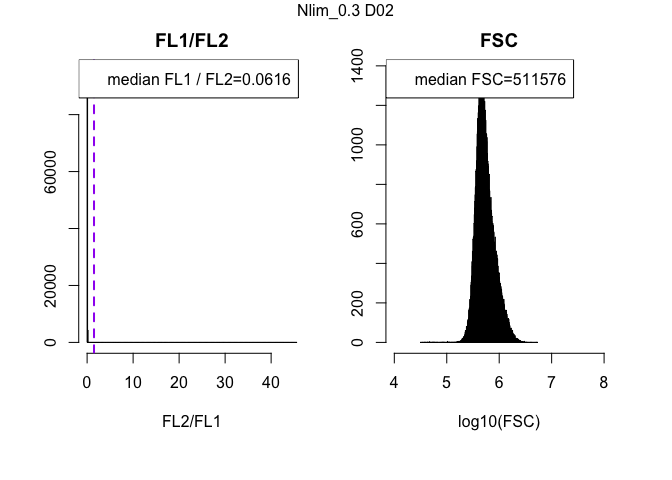 Nlim_0.3 D02
FL1/FL2
median FL1 / FL2=0.0616
0 20000 60000
0 10 20 30 40
FL2/FL1
FSC
median FSC=511576
0 200 600 1000 1400
4 5 6 7 8
log10(FSC)